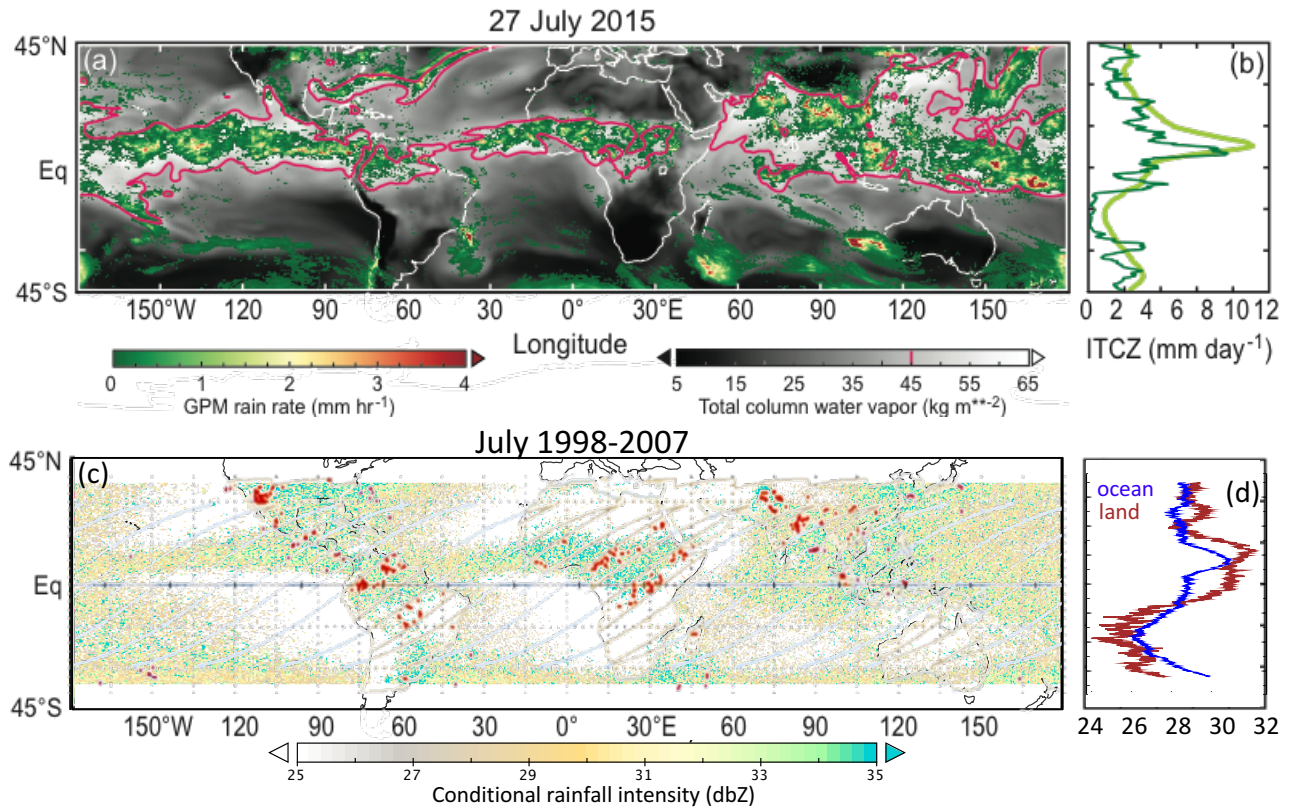 27 July 2015
45°N
Eq
45°S
(a)
(b)
150°W 120 90 60 30 0° 30°E 60 90 120 150
0 2 4 6 8 10 12
Longitude
ITCZ (mm day-1)
0 1 2 3 4
GPM rain rate (mm hr-1)
5 15 25 35 45 55 65
Total column water vapor (kg m**-2)
July 1998-2007
45°N
Eq
45°S
(c)
(d)
ocean
land
150°W 120 90 60 30 0° 30°E 60 90 120 150
24 26 28 30 32
25 27 29 31 33 35
Conditional rainfall intensity (dbZ)